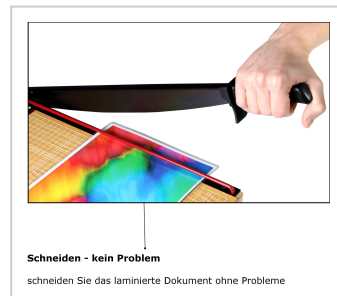 Schneiden - kein Problem
schneiden Sie das laminierte Dokument ohne Probleme